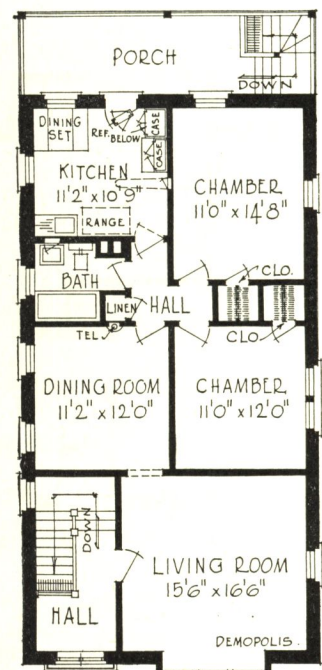 PORCH
DOWN
DINING
SET
REF.
BELOW
CASE
CASE
KITCHEN
11'2" x 10'9"
RANGE
CHAMBER
11'0" x 14'8"
BATH
CLO.
LINEN
HALL
TEL.
CLO.
DINING ROOM
11'2" x 12'0"
CHAMBER
11'0" x 12'0"
DOWN
LIVING ROOM
15'6" x 16'6"
HALL
DEMOPOLIS.